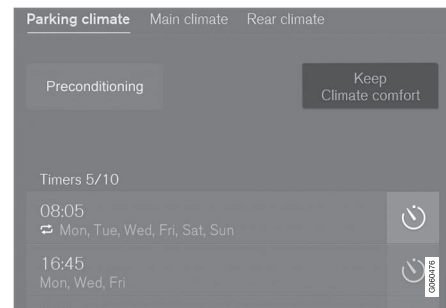 Parking climate Main climate Rear climate
Preconditioning
Keep
Climate comfort
Timers 5/10
08:05
Mon, Tue, Wed, Fri, Sat, Sun
16:45
Mon, Wed, Fri
G060476